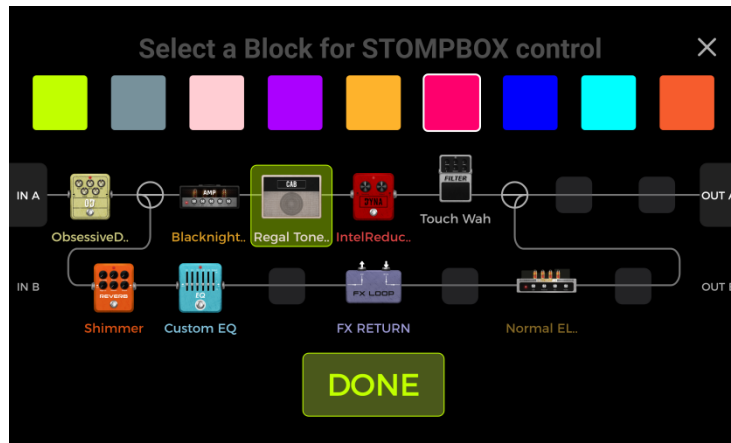 Select a Block for STOMPBOX control
IN A
OD
AMP
CAB
DYNA
FILTER
OUT A
ObsessiveD..
Blacknight..
Regal Tone..
IntelReduc..
Touch Wah
IN B
REVERB
EQ
FX LOOP
OUT
Shimmer
Custom EQ
FX RETURN
Normal EL..
DONE